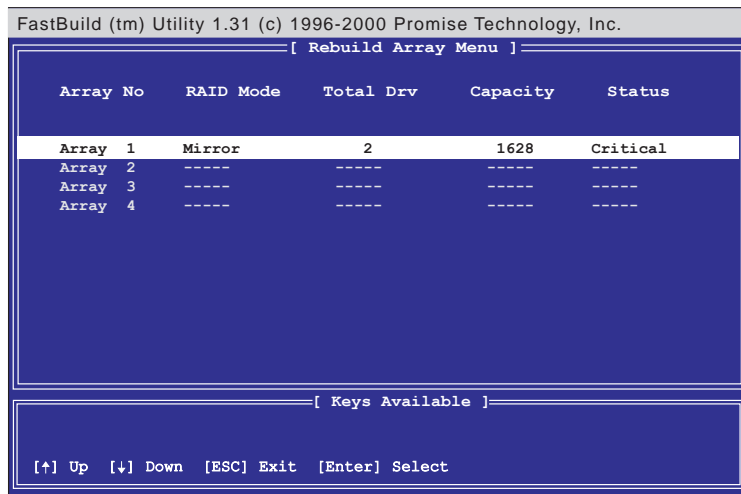 FastBuild (tm) Utility 1.31 (c) 1996-2000 Promise Technology, Inc.
[ Rebuild Array Menu ]
Array No RAID Mode Total Drv Capacity Status
Array 1 Mirror 2 1628 Critical
Array 2 ----- ----- ----- -----
Array 3 ----- ----- ----- -----
Array 4 ----- ----- ----- -----
[ Keys Available ]
[↑] Up [↓] Down [ESC] Exit [Enter] Select